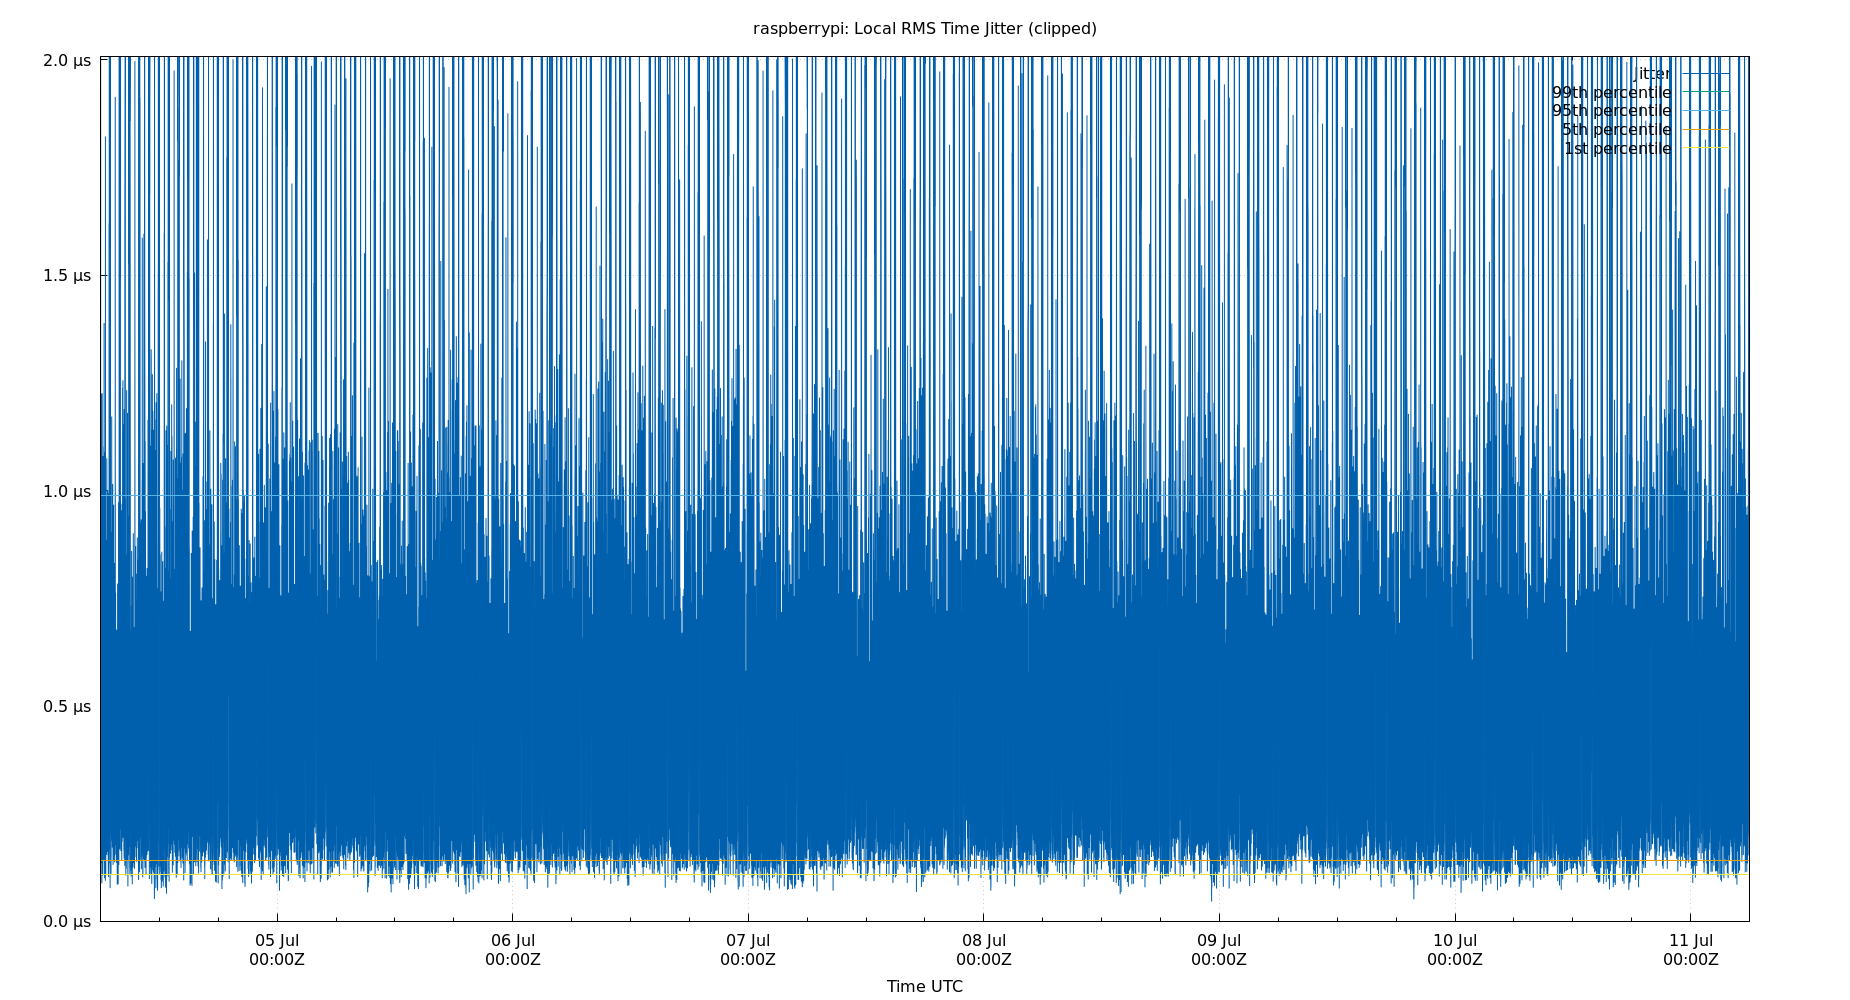 raspberrypi: Local RMS Time Jitter (clipped)
2.0 µs
1.5 µs
1.0 µs
0.5 µs
0.0 µs
Jitter
99th percentile
95th percentile
5th percentile
1st percentile
05 Jul
00:00Z
06 Jul
00:00Z
07 Jul
00:00Z
08 Jul
00:00Z
09 Jul
00:00Z
10 Jul
00:00Z
11 Jul
00:00Z
Time UTC